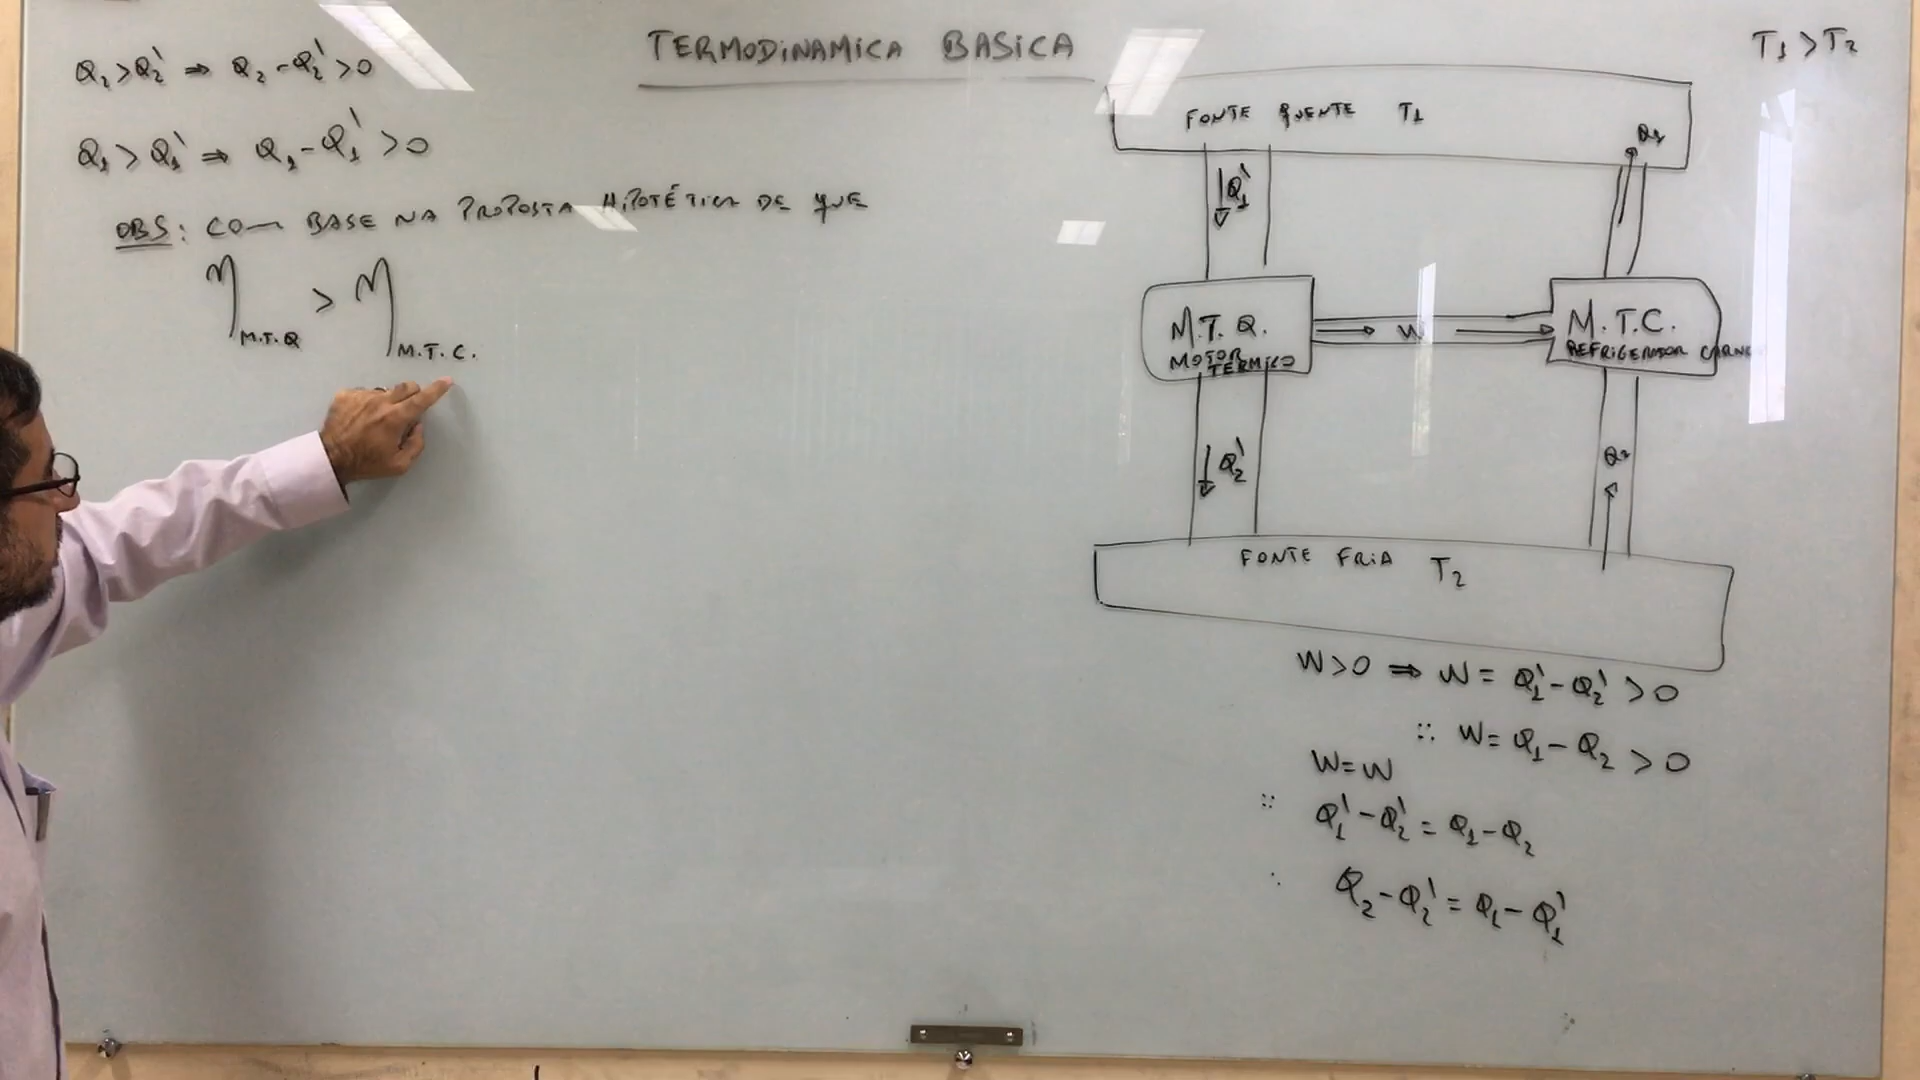 TERMODINAMICA BASICA
T₁ > T₂
Q₂ > Q₂' ⇒ Q₂ - Q₂' > 0
Q₁ > Q₁' ⇒ Q₁ - Q₁' > 0
OBS: COM BASE NA PROPOSTA HIPOTÉTICA DE QUE
η M.T.Q > η M.T.C.
FONTE QUENTE T₁
Q₁'
Q₁
M.T.Q.
MOTOR
TERMICO
W
M.T.C.
REFRIGERADOR
Q₂'
Q₂
FONTE FRIA T₂
W > 0 ⇒ W = Q₁' - Q₂' > 0
∴ W = Q₁ - Q₂ > 0
W = W
∴ Q₁' - Q₂' = Q₁ - Q₂
∴ Q₂ - Q₂' = Q₁ - Q₁'